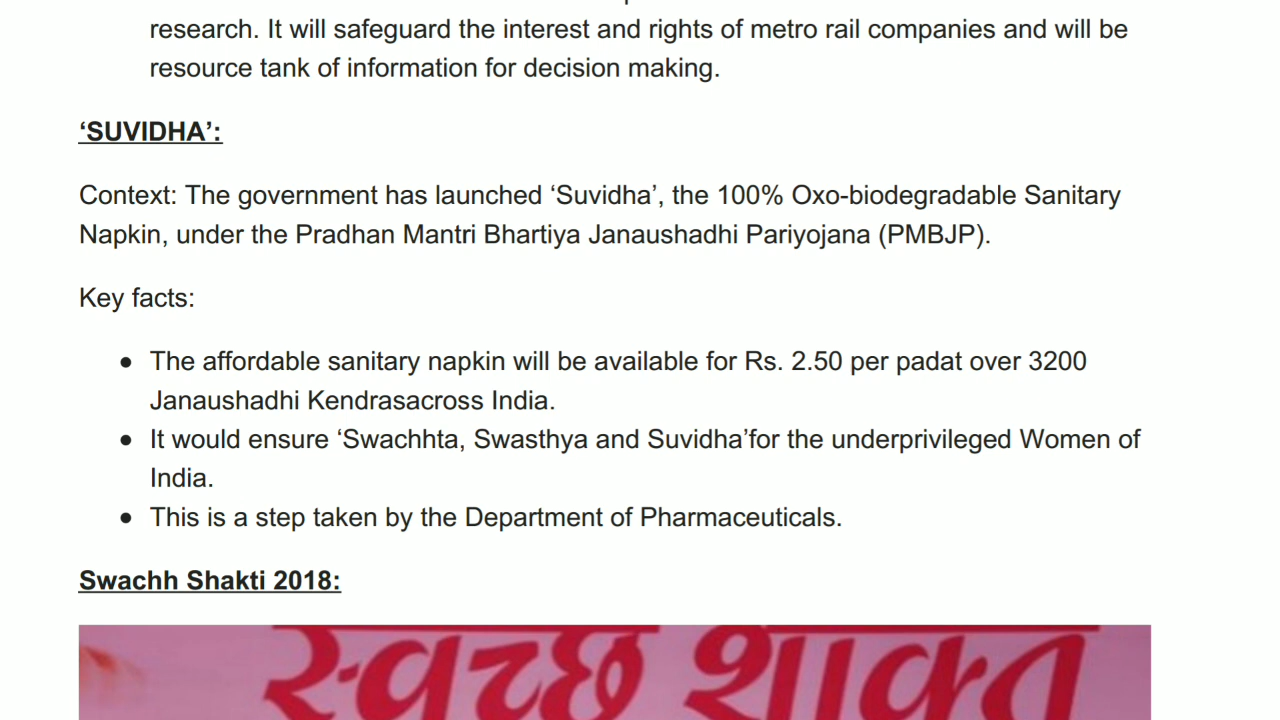 research. It will safeguard the interest and rights of metro rail companies and will be
resource tank of information for decision making.
‘SUVIDHA’:
Context: The government has launched ‘Suvidha’, the 100% Oxo-biodegradable Sanitary
Napkin, under the Pradhan Mantri Bhartiya Janaushadhi Pariyojana (PMBJP).
Key facts:
● The affordable sanitary napkin will be available for Rs. 2.50 per padat over 3200
Janaushadhi Kendrasacross India.
● It would ensure ‘Swachhta, Swasthya and Suvidha’for the underprivileged Women of
India.
● This is a step taken by the Department of Pharmaceuticals.
Swachh Shakti 2018:
स्वच्छ शक्ति